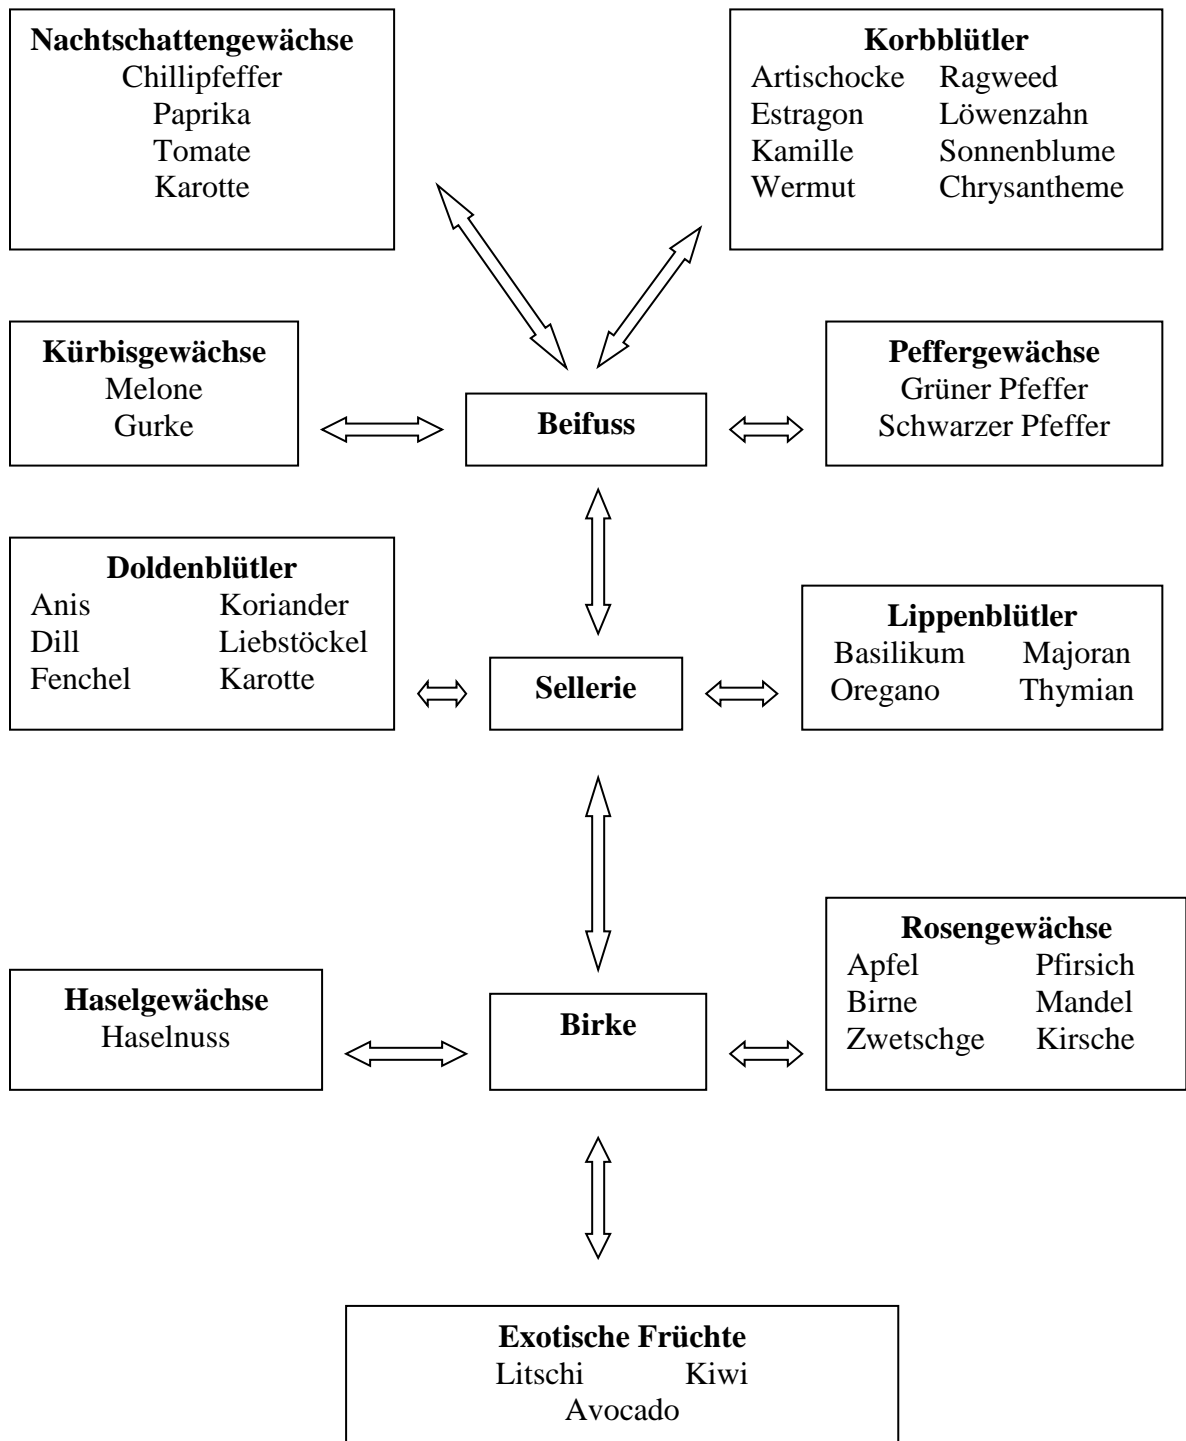 Nachtschattengewächse
Chillipfeffer
Paprika
Tomate
Karotte
Korbblütler
Artischocke Ragweed
Estragon Löwenzahn
Kamille Sonnenblume
Wermut Chrysantheme
Kürbisgewächse
Melone
Gurke
Beifuss
Peffergewächse
Grüner Pfeffer
Schwarzer Pfeffer
Doldenblütler
Anis Koriander
Dill Liebstöckel
Fenchel Karotte
Sellerie
Lippenblütler
Basilikum Majoran
Oregano Thymian
Haselgewächse
Haselnuss
Birke
Rosengewächse
Apfel Pfirsich
Birne Mandel
Zwetschge Kirsche
Exotische Früchte
Litschi Kiwi
Avocado